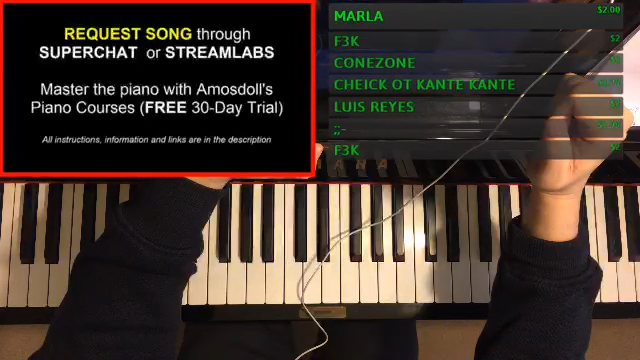 REQUEST SONG through
SUPERCHAT or STREAMLABS
Master the piano with Amosdoll's
Piano Courses (FREE 30-Day Trial)
All instructions, information and links are in the description
MARLA $2.00
F3K $2
CONEZONE
CHEICK OT KANTE KANTE
LUIS REYES
;;-
F3K $2